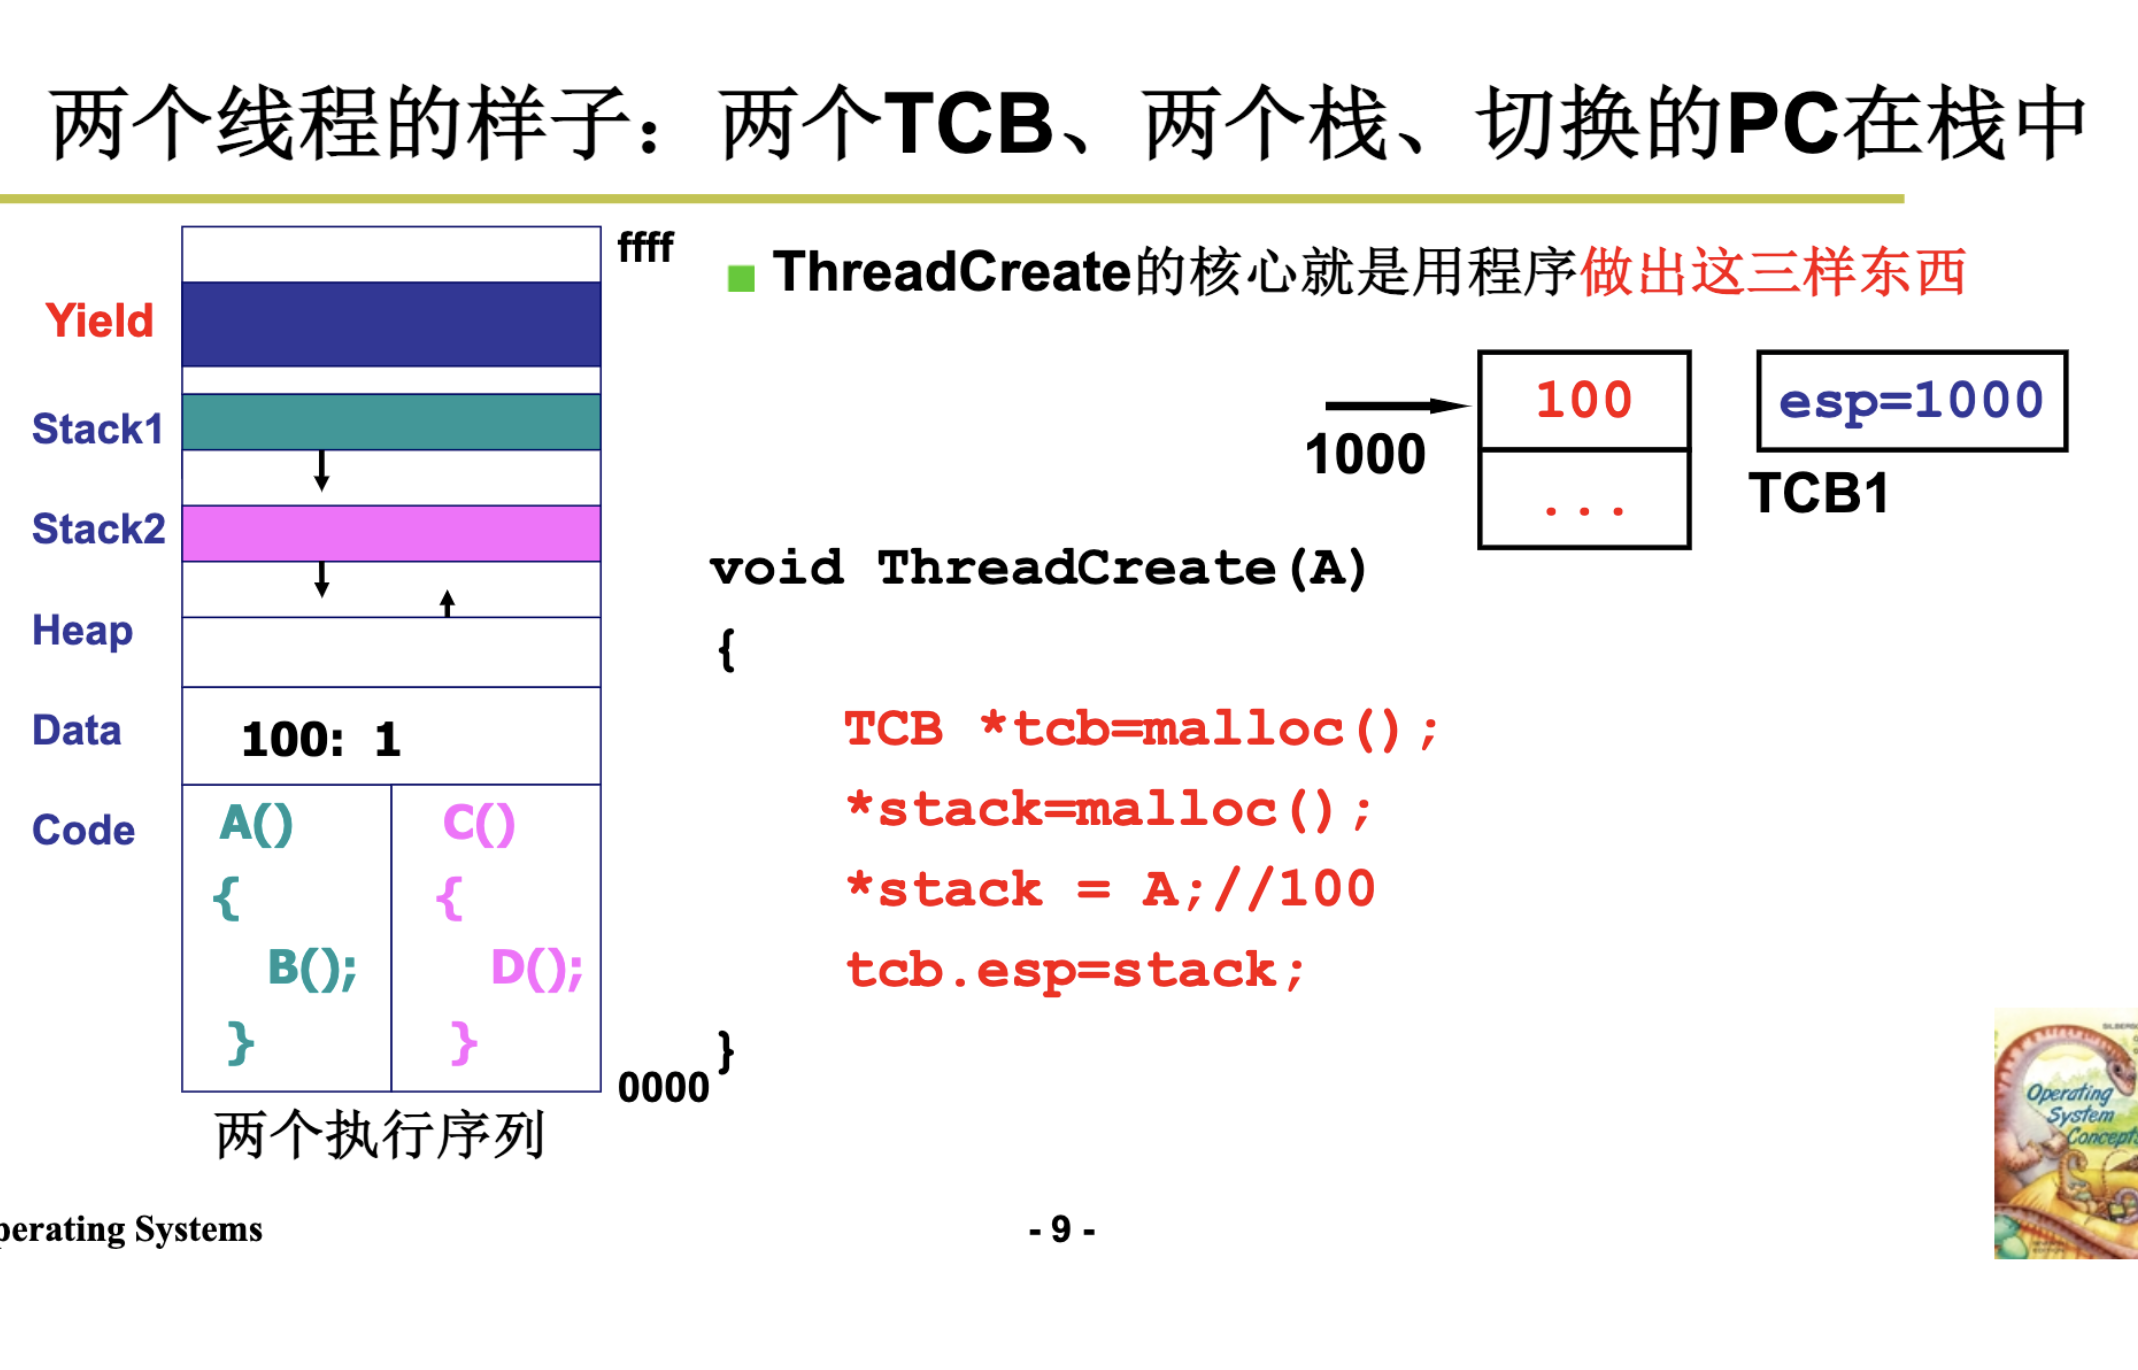 两个线程的样子：两个TCB、两个栈、切换的PC在栈中
ffff
Yield
Stack1
Stack2
Heap
Data
100: 1
Code
A()
{
B();
}
C()
{
D();
}
0000
两个执行序列
ThreadCreate的核心就是用程序做出这三样东西
1000
100
...
esp=1000
TCB1
void ThreadCreate(A)
{
TCB *tcb=malloc();
*stack=malloc();
*stack = A;//100
tcb.esp=stack;
}
perating Systems
- 9 -
Operating
System
Concepts